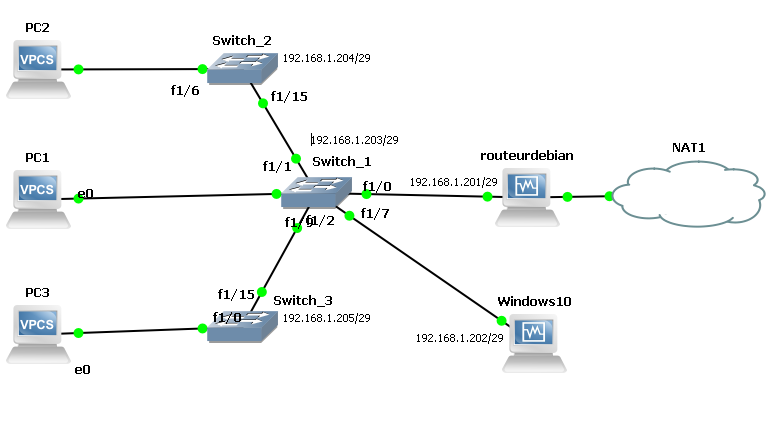 PC2
VPCS
Switch_2
192.168.1.204/29
f1/6
f1/15
192.168.1.203/29
f1/1
Switch_1
PC1
VPCS
e0
f1/0
192.168.1.201/29
routeurdebian
NAT1
f1/2
f1/7
PC3
VPCS
e0
f1/15
Switch_3
f1/0
192.168.1.205/29
Windows10
192.168.1.202/29